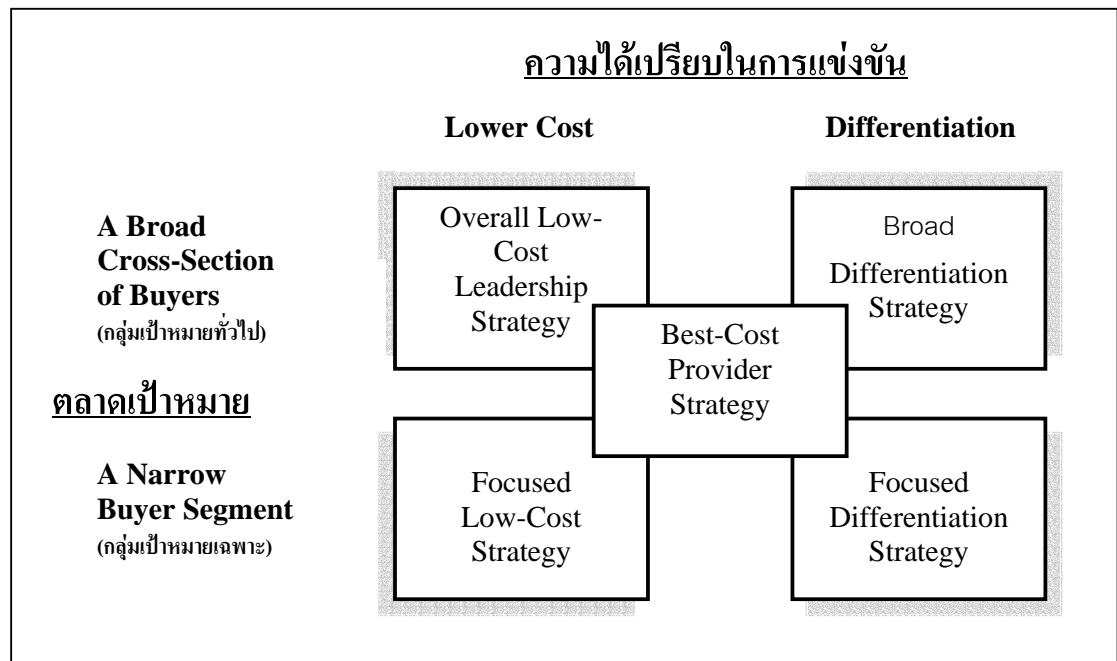 ความได้เปรียบในการแข่งขัน
Lower Cost
Differentiation
A Broad
Cross-Section
of Buyers
(กลุ่มเป้าหมายทั่วไป)
Overall Low-
Cost
Leadership
Strategy
Broad
Differentiation
Strategy
Best-Cost
Provider
Strategy
ตลาดเป้าหมาย
A Narrow
Buyer Segment
(กลุ่มเป้าหมายเฉพาะ)
Focused
Low-Cost
Strategy
Focused
Differentiation
Strategy